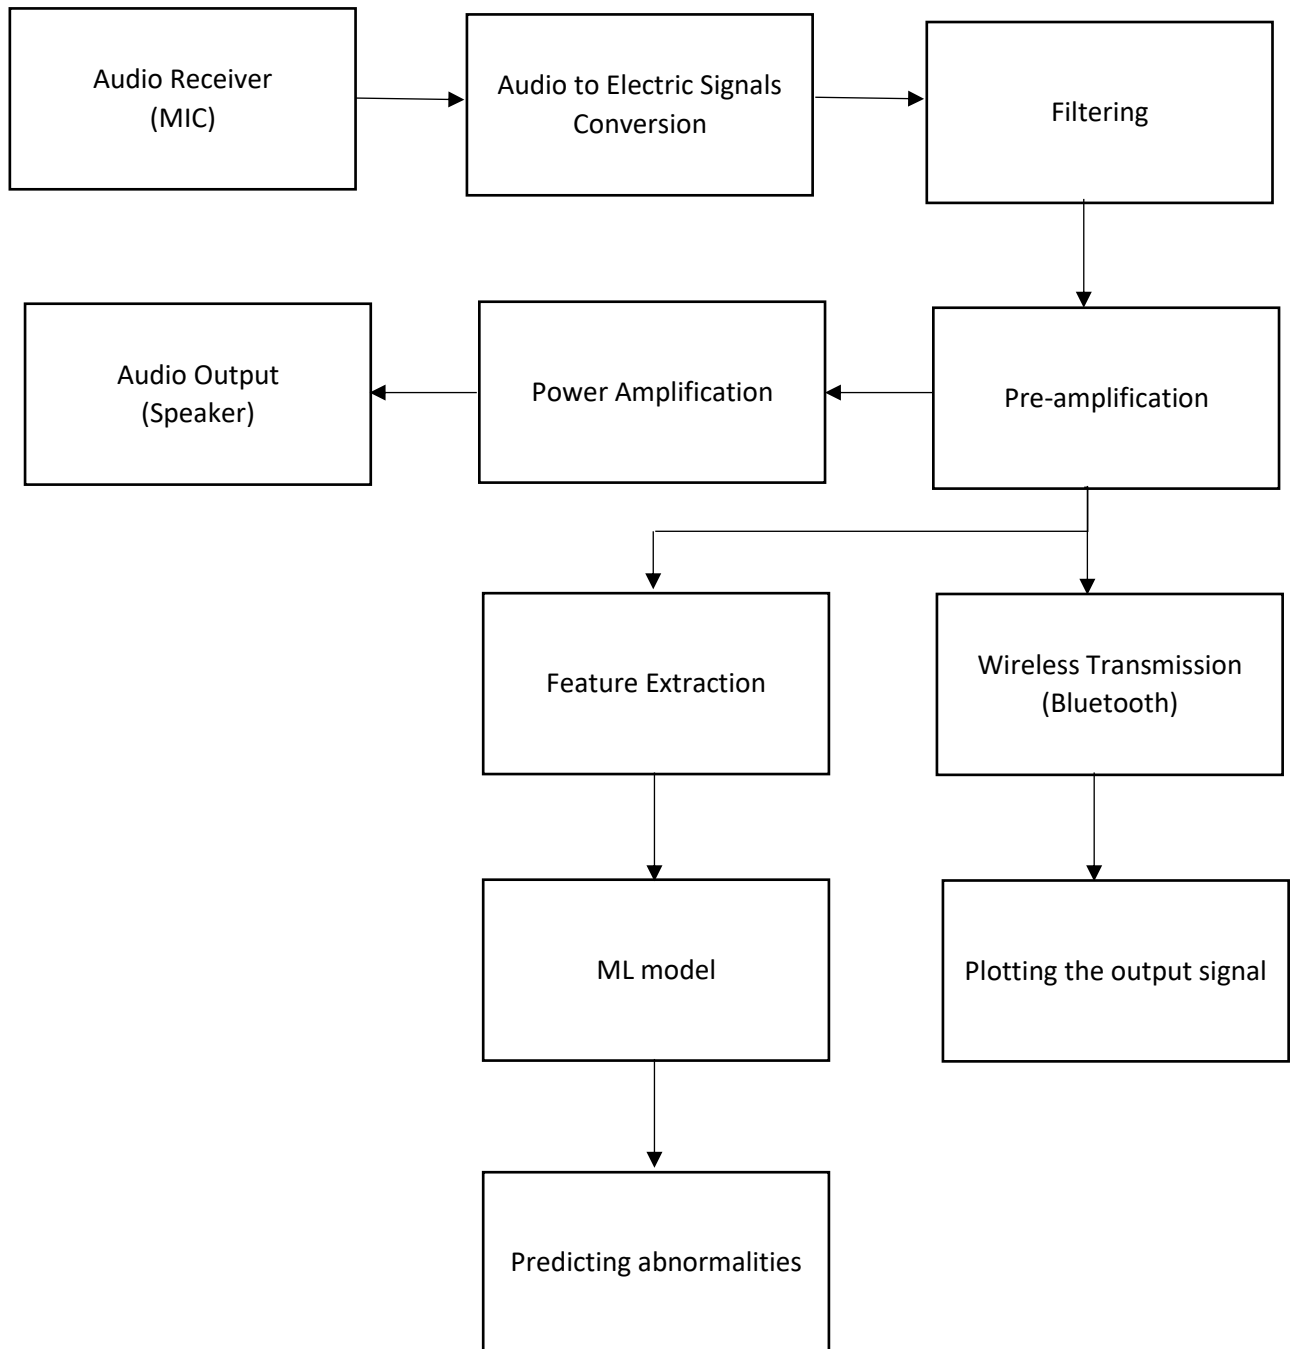 Audio Receiver
(MIC)
Audio to Electric Signals
Conversion
Filtering
Audio Output
(Speaker)
Power Amplification
Pre-amplification
Feature Extraction
Wireless Transmission
(Bluetooth)
ML model
Plotting the output signal
Predicting abnormalities